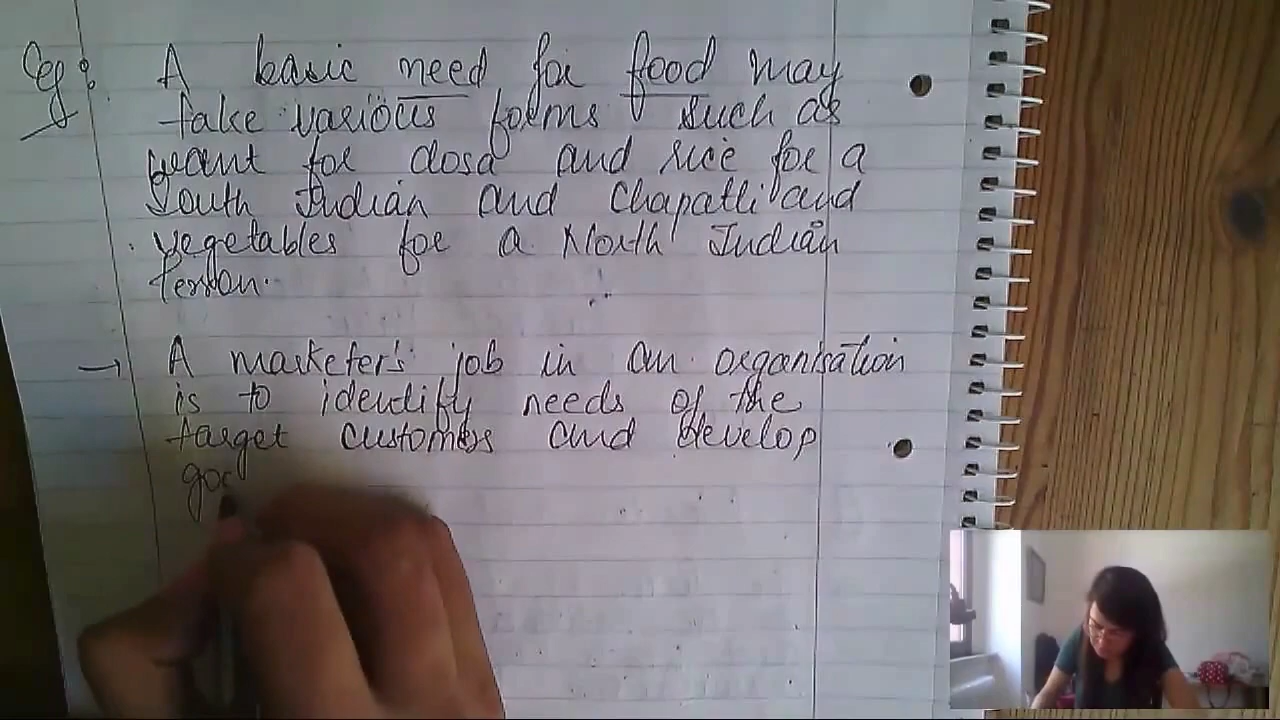 Eg: A basic need for food may
take various forms such as
want for dosa and rice for a
South Indian and Chapatti and
vegetables for a North Indian
Person.
→ A marketer's job in an organisation
is to identify needs of the
target customers and develop
goo